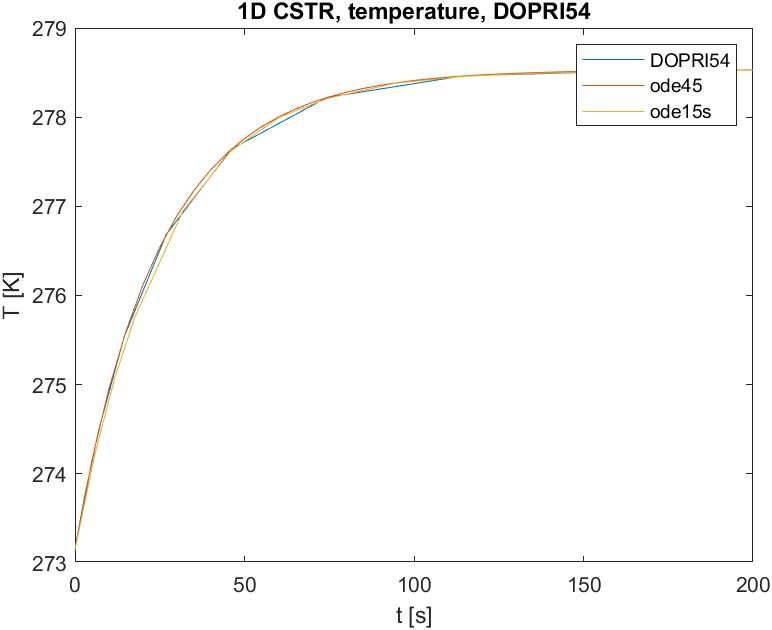 1D CSTR, temperature, DOPRI54
279
278
277
276
275
274
273
T [K]
DOPRI54
ode45
ode15s
0
50
100
150
200
t [s]